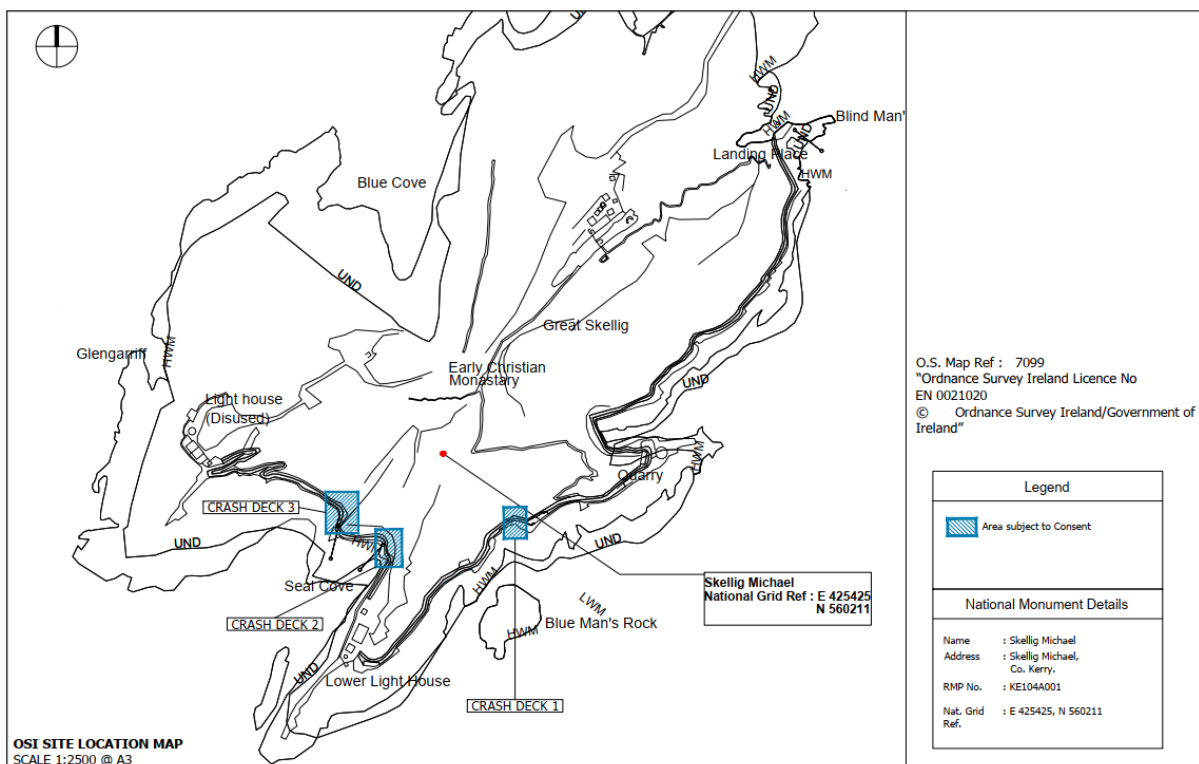 UND
HWM
UND
HWM
UND
Blind Man'
Landing Place
HWM
Blue Cove
UND
Great Skellig
Glengarriff
HWM
Early Christian
Monastary
UND
Light house
(Disused)
HWM
Quarry
CRASH DECK 3
UND
HWM
UND
Seal Cove
HWM
LWM
Skellig Michael
National Grid Ref : E 425425
N 560211
CRASH DECK 2
Blue Man's Rock
HWM
UND
Lower Light House
CRASH DECK 1
OSI SITE LOCATION MAP
SCALE 1:2500 @ A3
O.S. Map Ref : 7099
"Ordnance Survey Ireland Licence No
EN 0021020
© Ordnance Survey Ireland/Government of
Ireland"
Legend
Area subject to Consent
National Monument Details
Name : Skellig Michael
Address : Skellig Michael,
Co. Kerry.
RMP No. : KE104A001
Nat. Grid : E 425425, N 560211
Ref.